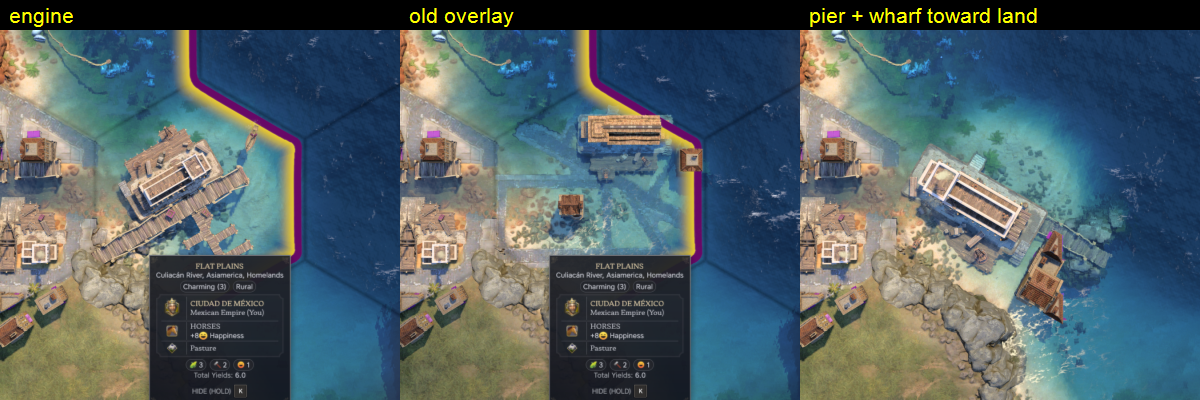 engine
old overlay
pier + wharf toward land
FLAT PLAINS
Culiacán River, Asiamerica, Homelands
Charming (3) Rural
CIUDAD DE MÉXICO
Mexican Empire (You)
HORSES
+8 Happiness
Pasture
3 2 1
Total Yields: 6.0
HIDE (HOLD) K
FLAT PLAINS
Culiacán River, Asiamerica, Homelands
Charming (3) Rural
CIUDAD DE MÉXICO
Mexican Empire (You)
HORSES
+8 Happiness
Pasture
3 2 1
Total Yields: 6.0
HIDE (HOLD) K